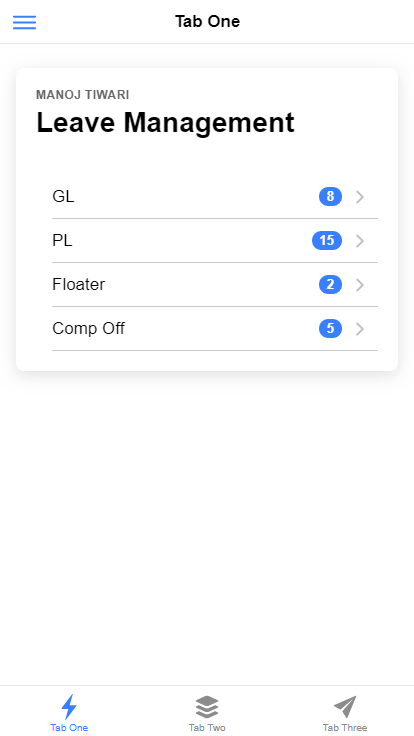 Tab One
MANOJ TIWARI
Leave Management
GL 8
PL 15
Floater 2
Comp Off 5
Tab One Tab Two Tab Three